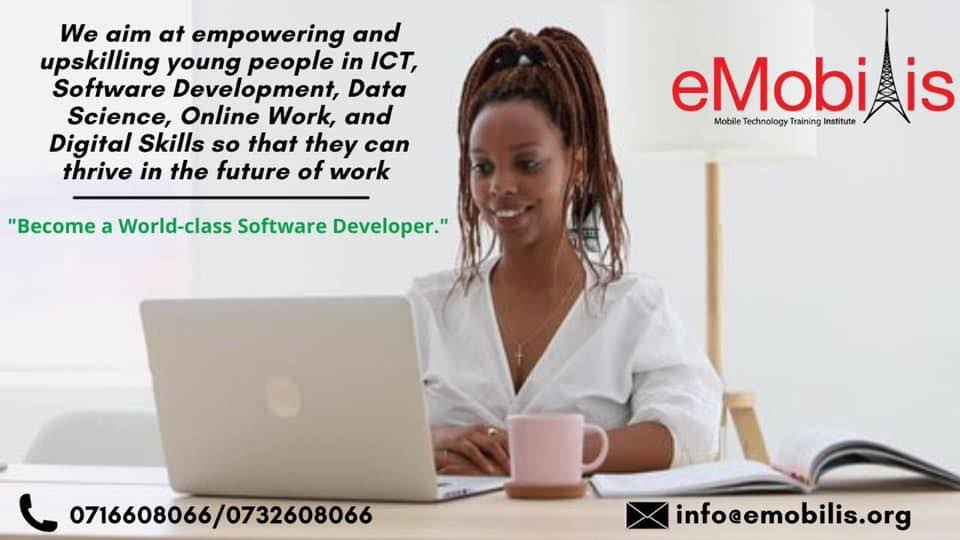 We aim at empowering and
upskilling young people in ICT,
Software Development, Data
Science, Online Work, and
Digital Skills so that they can
thrive in the future of work
"Become a World-class Software Developer."
eMobilis
Mobile Technology Training Institute
0716608066/0732608066
info@emobilis.org